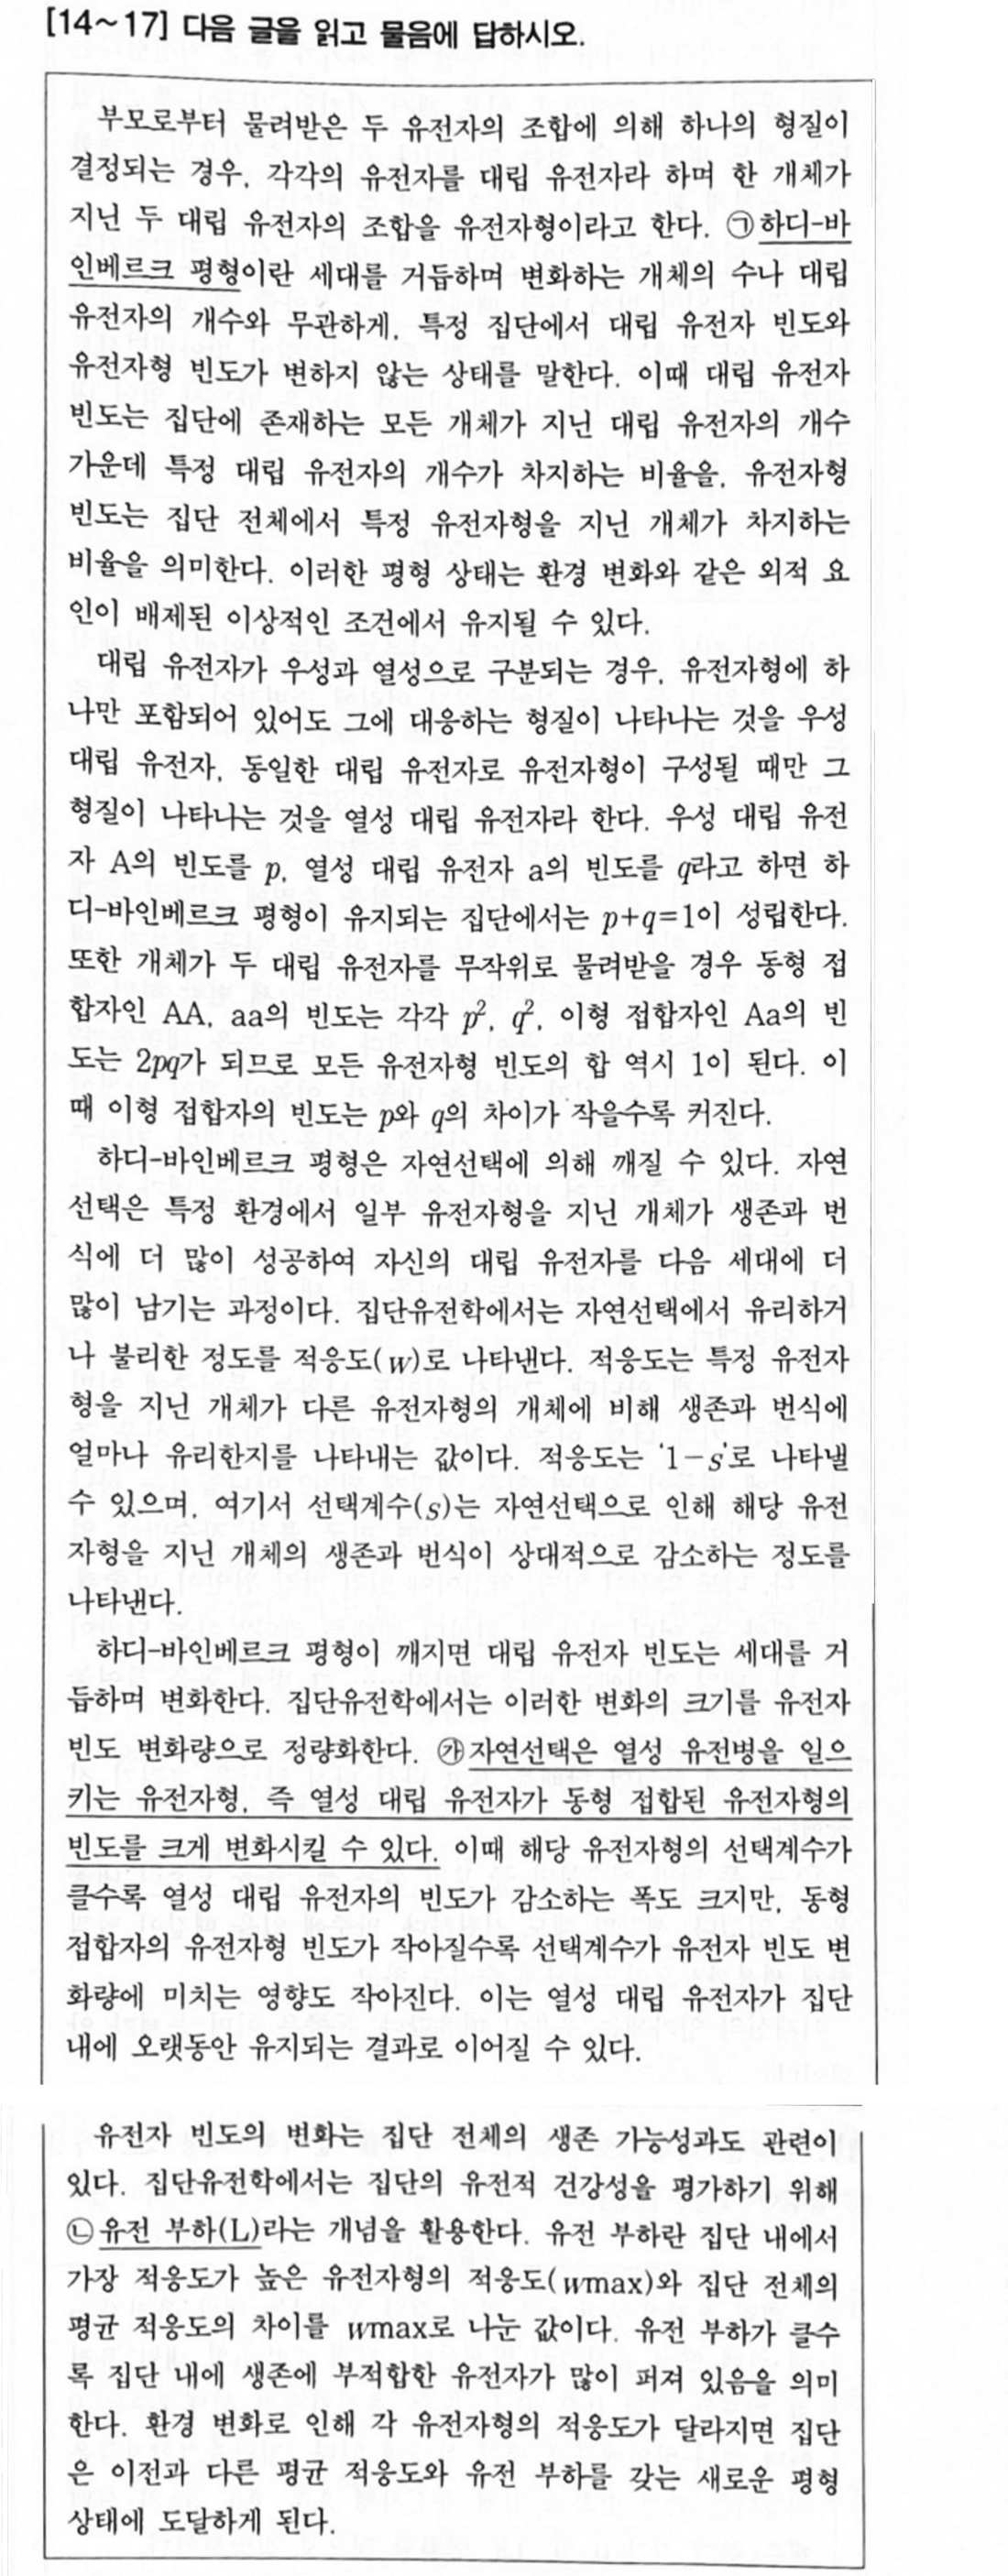 [14~17] 다음 글을 읽고 물음에 답하시오.
부모로부터 물려받은 두 유전자의 조합에 의해 하나의 형질이
결정되는 경우, 각각의 유전자를 대립 유전자라 하며 한 개체가
지닌 두 대립 유전자의 조합을 유전자형이라고 한다. ㉠하디-바
인베르크 평형이란 세대를 거듭하며 변화하는 개체의 수나 대립
유전자의 개수와 무관하게, 특정 집단에서 대립 유전자 빈도와
유전자형 빈도가 변하지 않는 상태를 말한다. 이때 대립 유전자
빈도는 집단에 존재하는 모든 개체가 지닌 대립 유전자의 개수
가운데 특정 대립 유전자의 개수가 차지하는 비율을, 유전자형
빈도는 집단 전체에서 특정 유전자형을 지닌 개체가 차지하는
비율을 의미한다. 이러한 평형 상태는 환경 변화와 같은 외적 요
인이 배제된 이상적인 조건에서 유지될 수 있다.
대립 유전자가 우성과 열성으로 구분되는 경우, 유전자형에 하
나만 포함되어 있어도 그에 대응하는 형질이 나타나는 것을 우성
대립 유전자, 동일한 대립 유전자로 유전자형이 구성될 때만 그
형질이 나타나는 것을 열성 대립 유전자라 한다. 우성 대립 유전
자 A의 빈도를 p, 열성 대립 유전자 a의 빈도를 q라고 하면 하
디-바인베르크 평형이 유지되는 집단에서는 p+q=1이 성립한다.
또한 개체가 두 대립 유전자를 무작위로 물려받을 경우 동형 접
합자인 AA, aa의 빈도는 각각 p², q², 이형 접합자인 Aa의 빈
도는 2pq가 되므로 모든 유전자형 빈도의 합 역시 1이 된다. 이
때 이형 접합자의 빈도는 p와 q의 차이가 작을수록 커진다.
하디-바인베르크 평형은 자연선택에 의해 깨질 수 있다. 자연
선택은 특정 환경에서 일부 유전자형을 지닌 개체가 생존과 번
식에 더 많이 성공하여 자신의 대립 유전자를 다음 세대에 더
많이 남기는 과정이다. 집단유전학에서는 자연선택에서 유리하거
나 불리한 정도를 적응도(w)로 나타낸다. 적응도는 특정 유전자
형을 지닌 개체가 다른 유전자형의 개체에 비해 생존과 번식에
얼마나 유리한지를 나타내는 값이다. 적응도는 '1-s'로 나타낼
수 있으며, 여기서 선택계수(s)는 자연선택으로 인해 해당 유전
자형을 지닌 개체의 생존과 번식이 상대적으로 감소하는 정도를
나타낸다.
하디-바인베르크 평형이 깨지면 대립 유전자 빈도는 세대를 거
듭하며 변화한다. 집단유전학에서는 이러한 변화의 크기를 유전자
빈도 변화량으로 정량화한다. ㉮자연선택은 열성 유전병을 일으
키는 유전자형, 즉 열성 대립 유전자가 동형 접합된 유전자형의
빈도를 크게 변화시킬 수 있다. 이때 해당 유전자형의 선택계수가
클수록 열성 대립 유전자의 빈도가 감소하는 폭도 크지만, 동형
접합자의 유전자형 빈도가 작아질수록 선택계수가 유전자 빈도 변
화량에 미치는 영향도 작아진다. 이는 열성 대립 유전자가 집단
내에 오랫동안 유지되는 결과로 이어질 수 있다.
유전자 빈도의 변화는 집단 전체의 생존 가능성과도 관련이
있다. 집단유전학에서는 집단의 유전적 건강성을 평가하기 위해
㉡유전 부하(L)라는 개념을 활용한다. 유전 부하란 집단 내에서
가장 적응도가 높은 유전자형의 적응도(wmax)와 집단 전체의
평균 적응도의 차이를 wmax로 나눈 값이다. 유전 부하가 클수
록 집단 내에 생존에 부적합한 유전자가 많이 퍼져 있음을 의미
한다. 환경 변화로 인해 각 유전자형의 적응도가 달라지면 집단
은 이전과 다른 평균 적응도와 유전 부하를 갖는 새로운 평형
상태에 도달하게 된다.